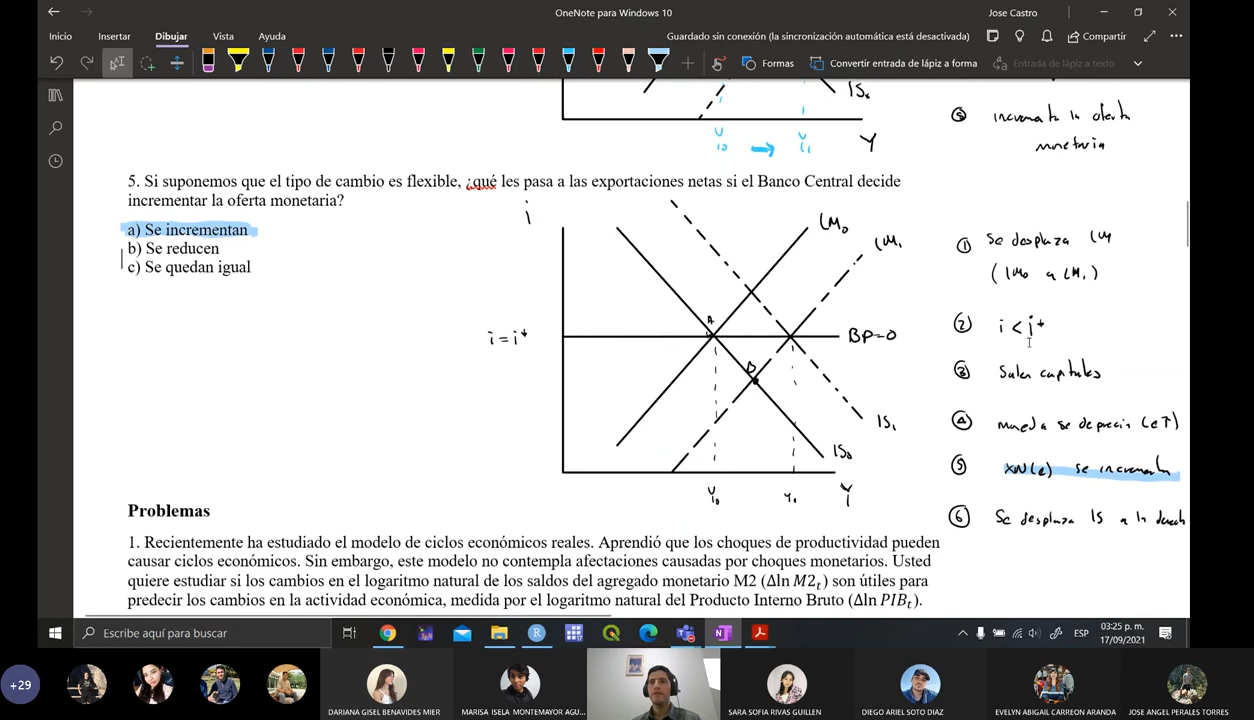 OneNote para Windows 10
Jose Castro
Inicio Insertar Dibujar Vista Ayuda
Guardado sin conexión (la sincronización automática está desactivada)
Compartir
Formas
Convertir entrada de lápiz a forma
Entrada de lápiz a texto
IS₀
Y
Y₀ Y₁
⑤ incrementa la oferta
monetaria
5. Si suponemos que el tipo de cambio es flexible, ¿qué les pasa a las exportaciones netas si el Banco Central decide
incrementar la oferta monetaria?
a) Se incrementan
b) Se reducen
c) Se quedan igual
i
LM₀
LM₁
A
i=i*
BP=0
B
IS₁
IS₀
Y₀ Y₁ Y
① Se desplaza LM
(LM₀ a LM₁)
② i < i*
③ Salen capitales
④ moneda se deprecia (e↑)
⑤ XN(e) se incrementa
⑥ Se desplaza IS a la derech
Problemas
1. Recientemente ha estudiado el modelo de ciclos económicos reales. Aprendió que los choques de productividad pueden
causar ciclos económicos. Sin embargo, este modelo no contempla afectaciones causadas por choques monetarios. Usted
quiere estudiar si los cambios en el logaritmo natural de los saldos del agregado monetario M2 (Δln M2ₜ) son útiles para
predecir los cambios en la actividad económica, medida por el logaritmo natural del Producto Interno Bruto (Δln PIBₜ).
Escribe aquí para buscar
ESP
03:25 p. m.
17/09/2021
+29
DARIANA GISEL BENAVIDES MIER
MARISA ISELA MONTEMAYOR AGU...
SARA SOFIA RIVAS GUILLEN
DIEGO ARIEL SOTO DIAZ
EVELYN ABIGAIL CARREON ARANDA
JOSE ANGEL PERALES TORRES